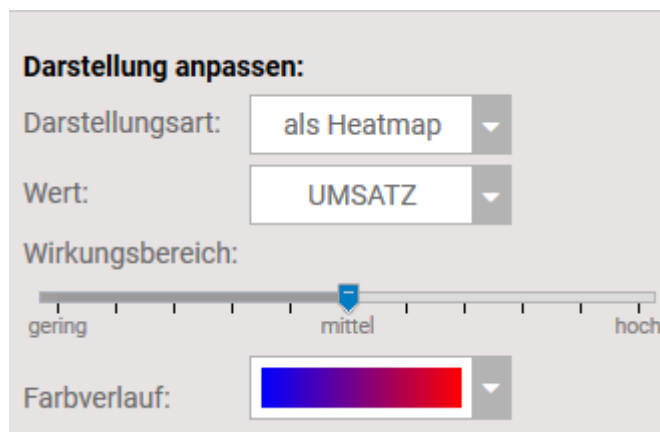 Darstellung anpassen:
Darstellungsart: als Heatmap
Wert: UMSATZ
Wirkungsbereich:
gering mittel hoch
Farbverlauf: